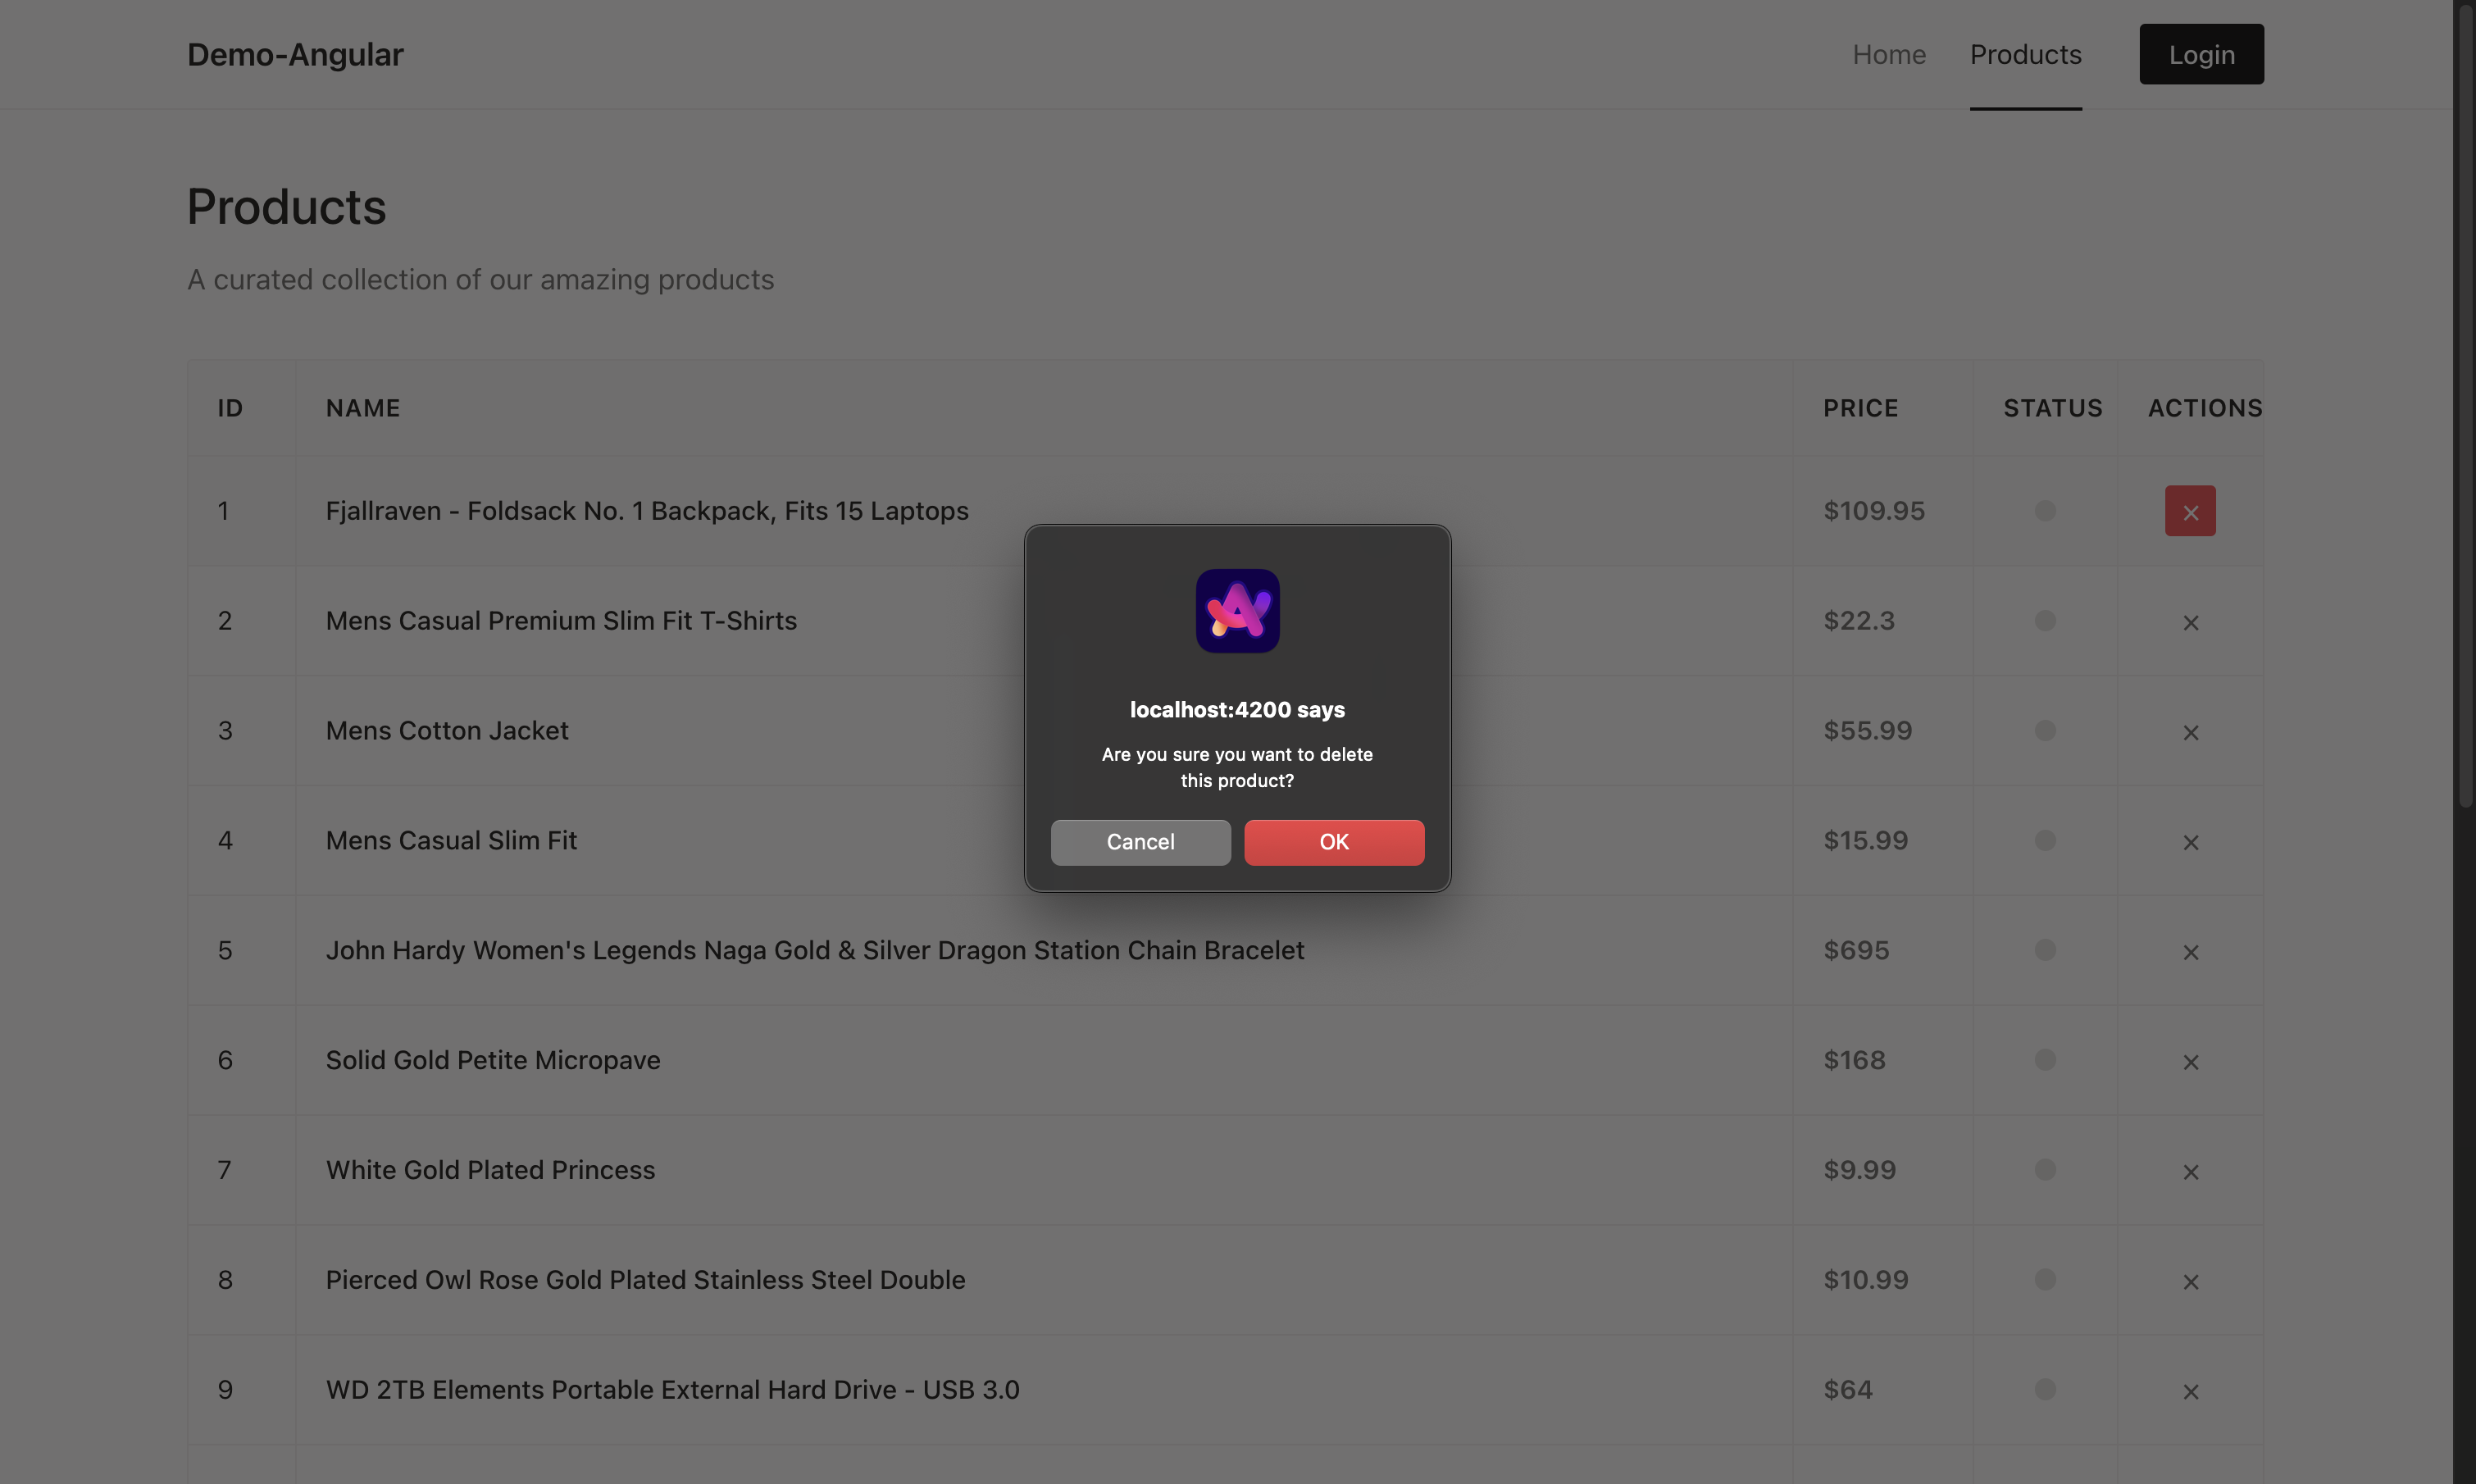 Demo-Angular
Home Products Login
Products
A curated collection of our amazing products
ID NAME PRICE STATUS ACTIONS
1 Fjallraven - Foldsack No. 1 Backpack, Fits 15 Laptops $109.95 ×
2 Mens Casual Premium Slim Fit T-Shirts $22.3 ×
3 Mens Cotton Jacket $55.99 ×
4 Mens Casual Slim Fit $15.99 ×
5 John Hardy Women's Legends Naga Gold & Silver Dragon Station Chain Bracelet $695 ×
6 Solid Gold Petite Micropave $168 ×
7 White Gold Plated Princess $9.99 ×
8 Pierced Owl Rose Gold Plated Stainless Steel Double $10.99 ×
9 WD 2TB Elements Portable External Hard Drive - USB 3.0 $64 ×
localhost:4200 says
Are you sure you want to delete
this product?
Cancel OK